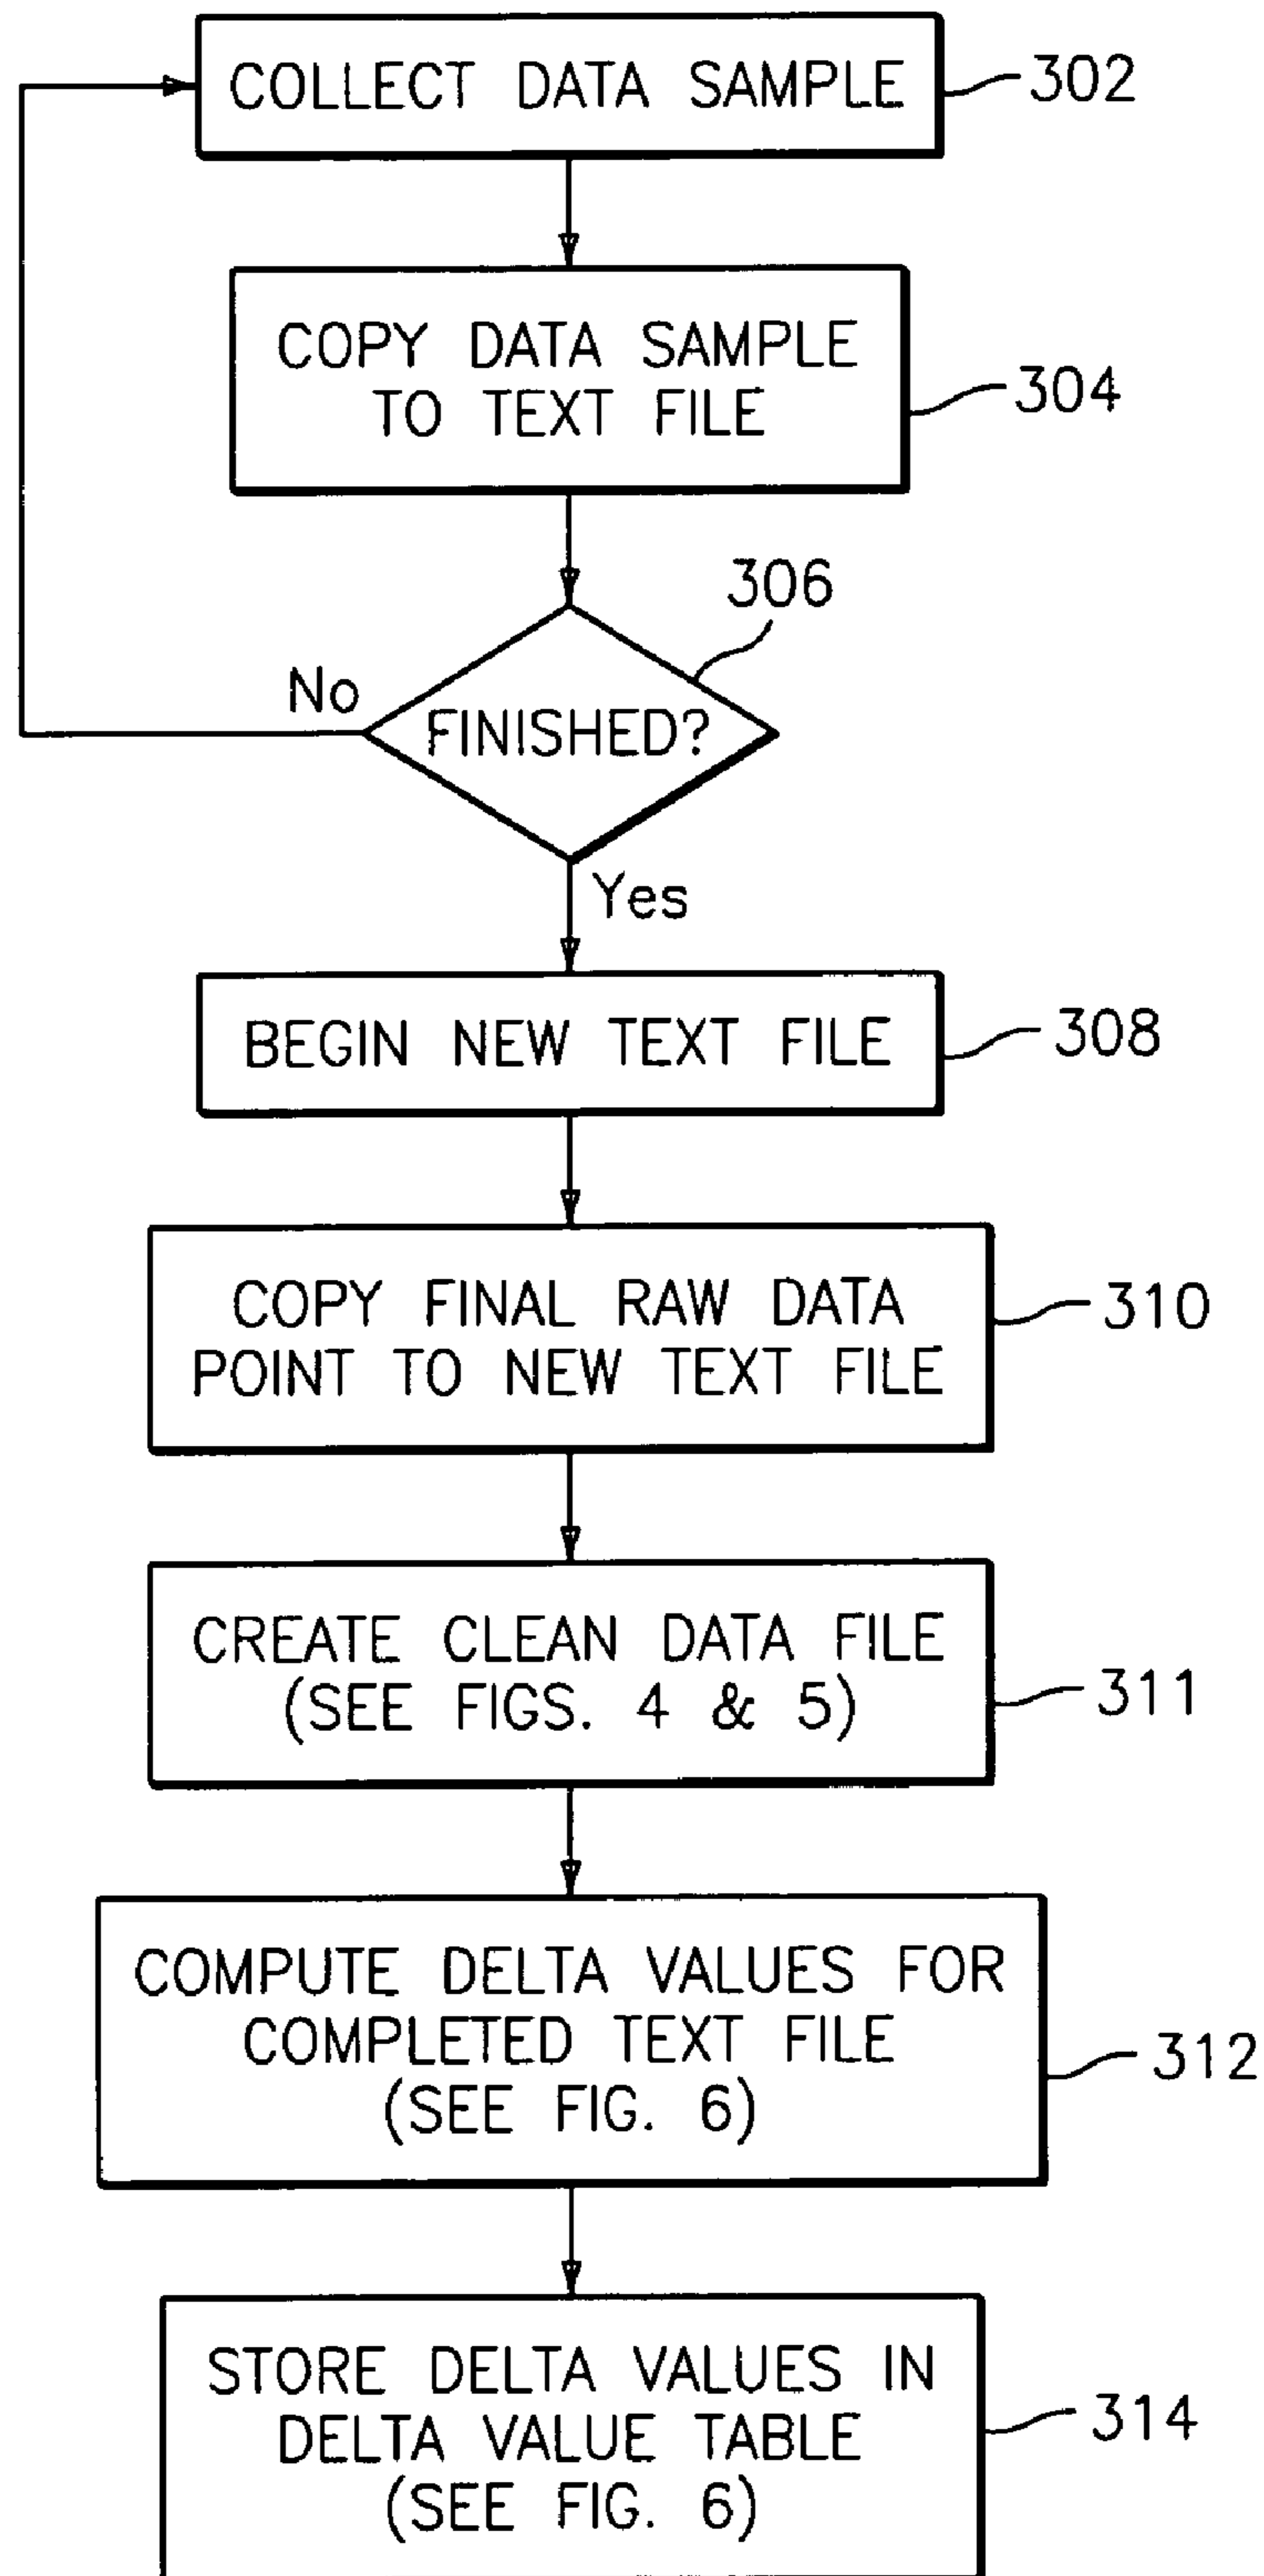 COLLECT DATA SAMPLE
302
COPY DATA SAMPLE
TO TEXT FILE
304
306
No
FINISHED?
Yes
BEGIN NEW TEXT FILE
308
COPY FINAL RAW DATA
POINT TO NEW TEXT FILE
310
CREATE CLEAN DATA FILE
(SEE FIGS. 4 & 5)
311
COMPUTE DELTA VALUES FOR
COMPLETED TEXT FILE
(SEE FIG. 6)
312
STORE DELTA VALUES IN
DELTA VALUE TABLE
(SEE FIG. 6)
314